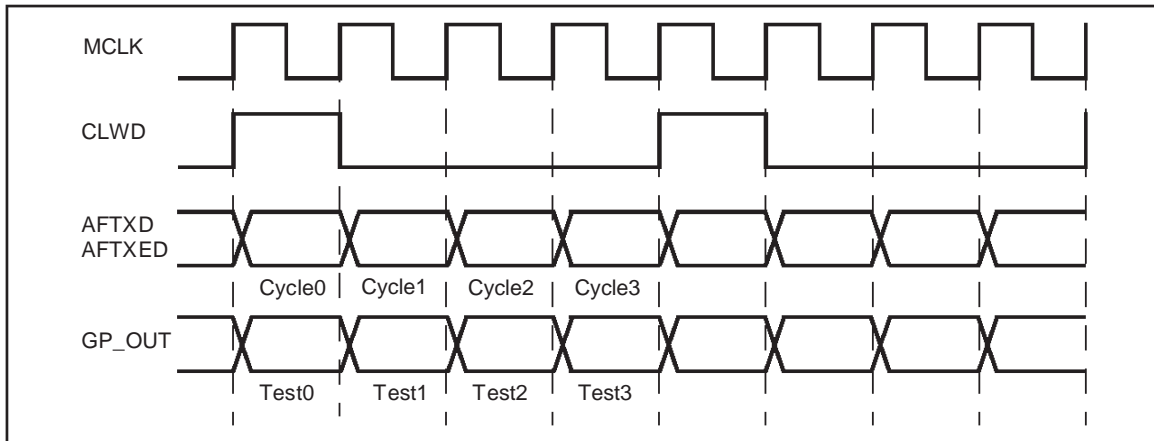 MCLK
CLWD
AFTXD
AFTXED
Cycle0 Cycle1 Cycle2 Cycle3
GP_OUT
Test0 Test1 Test2 Test3